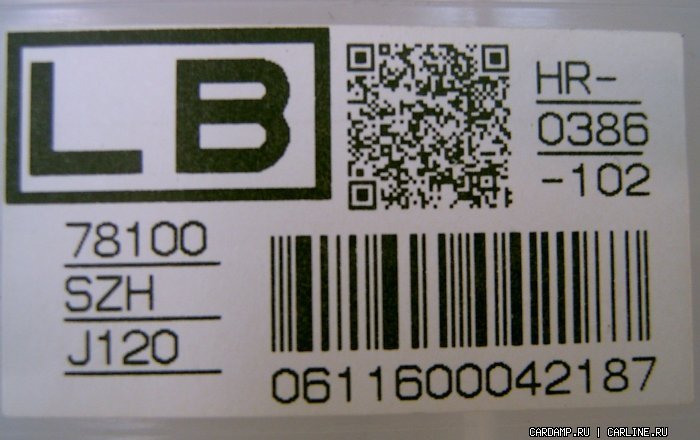 LB
HR-
0386
-102
78100
SZH
J120
0611600042187
CARDAMP.RU | CARLINE.RU